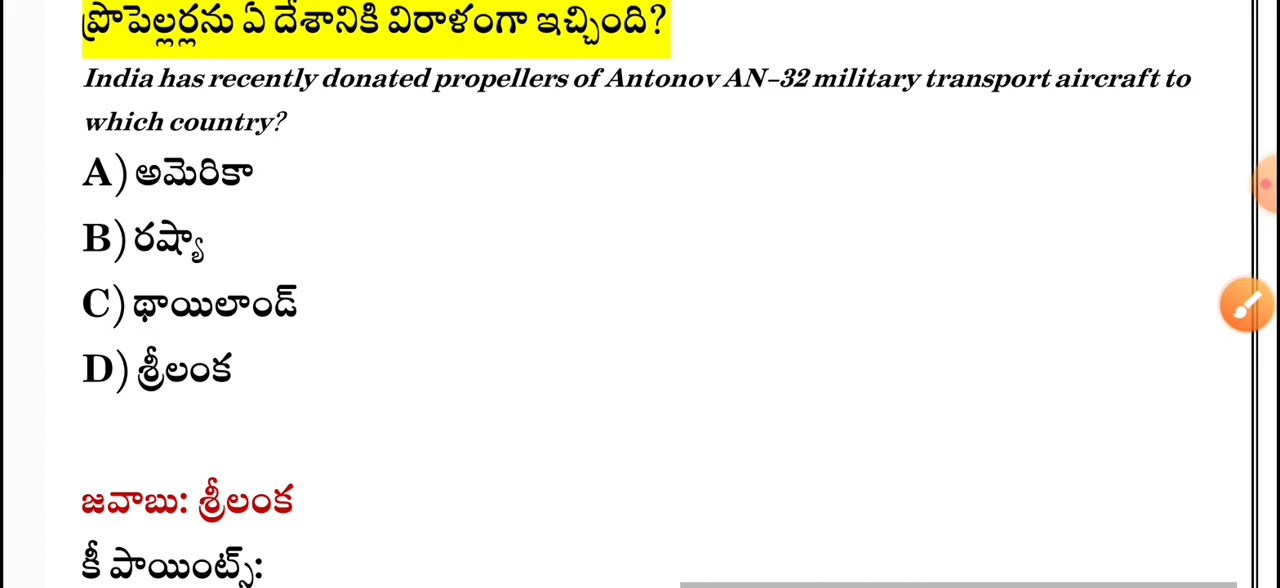 ప్రొపెల్లర్లను ఏ దేశానికి విరాళంగా ఇచ్చింది?
India has recently donated propellers of Antonov AN-32 military transport aircraft to
which country?
A) అమెరికా
B) రష్యా
C) థాయిలాండ్
D) శ్రీలంక
జవాబు: శ్రీలంక
కీ పాయింట్స్: